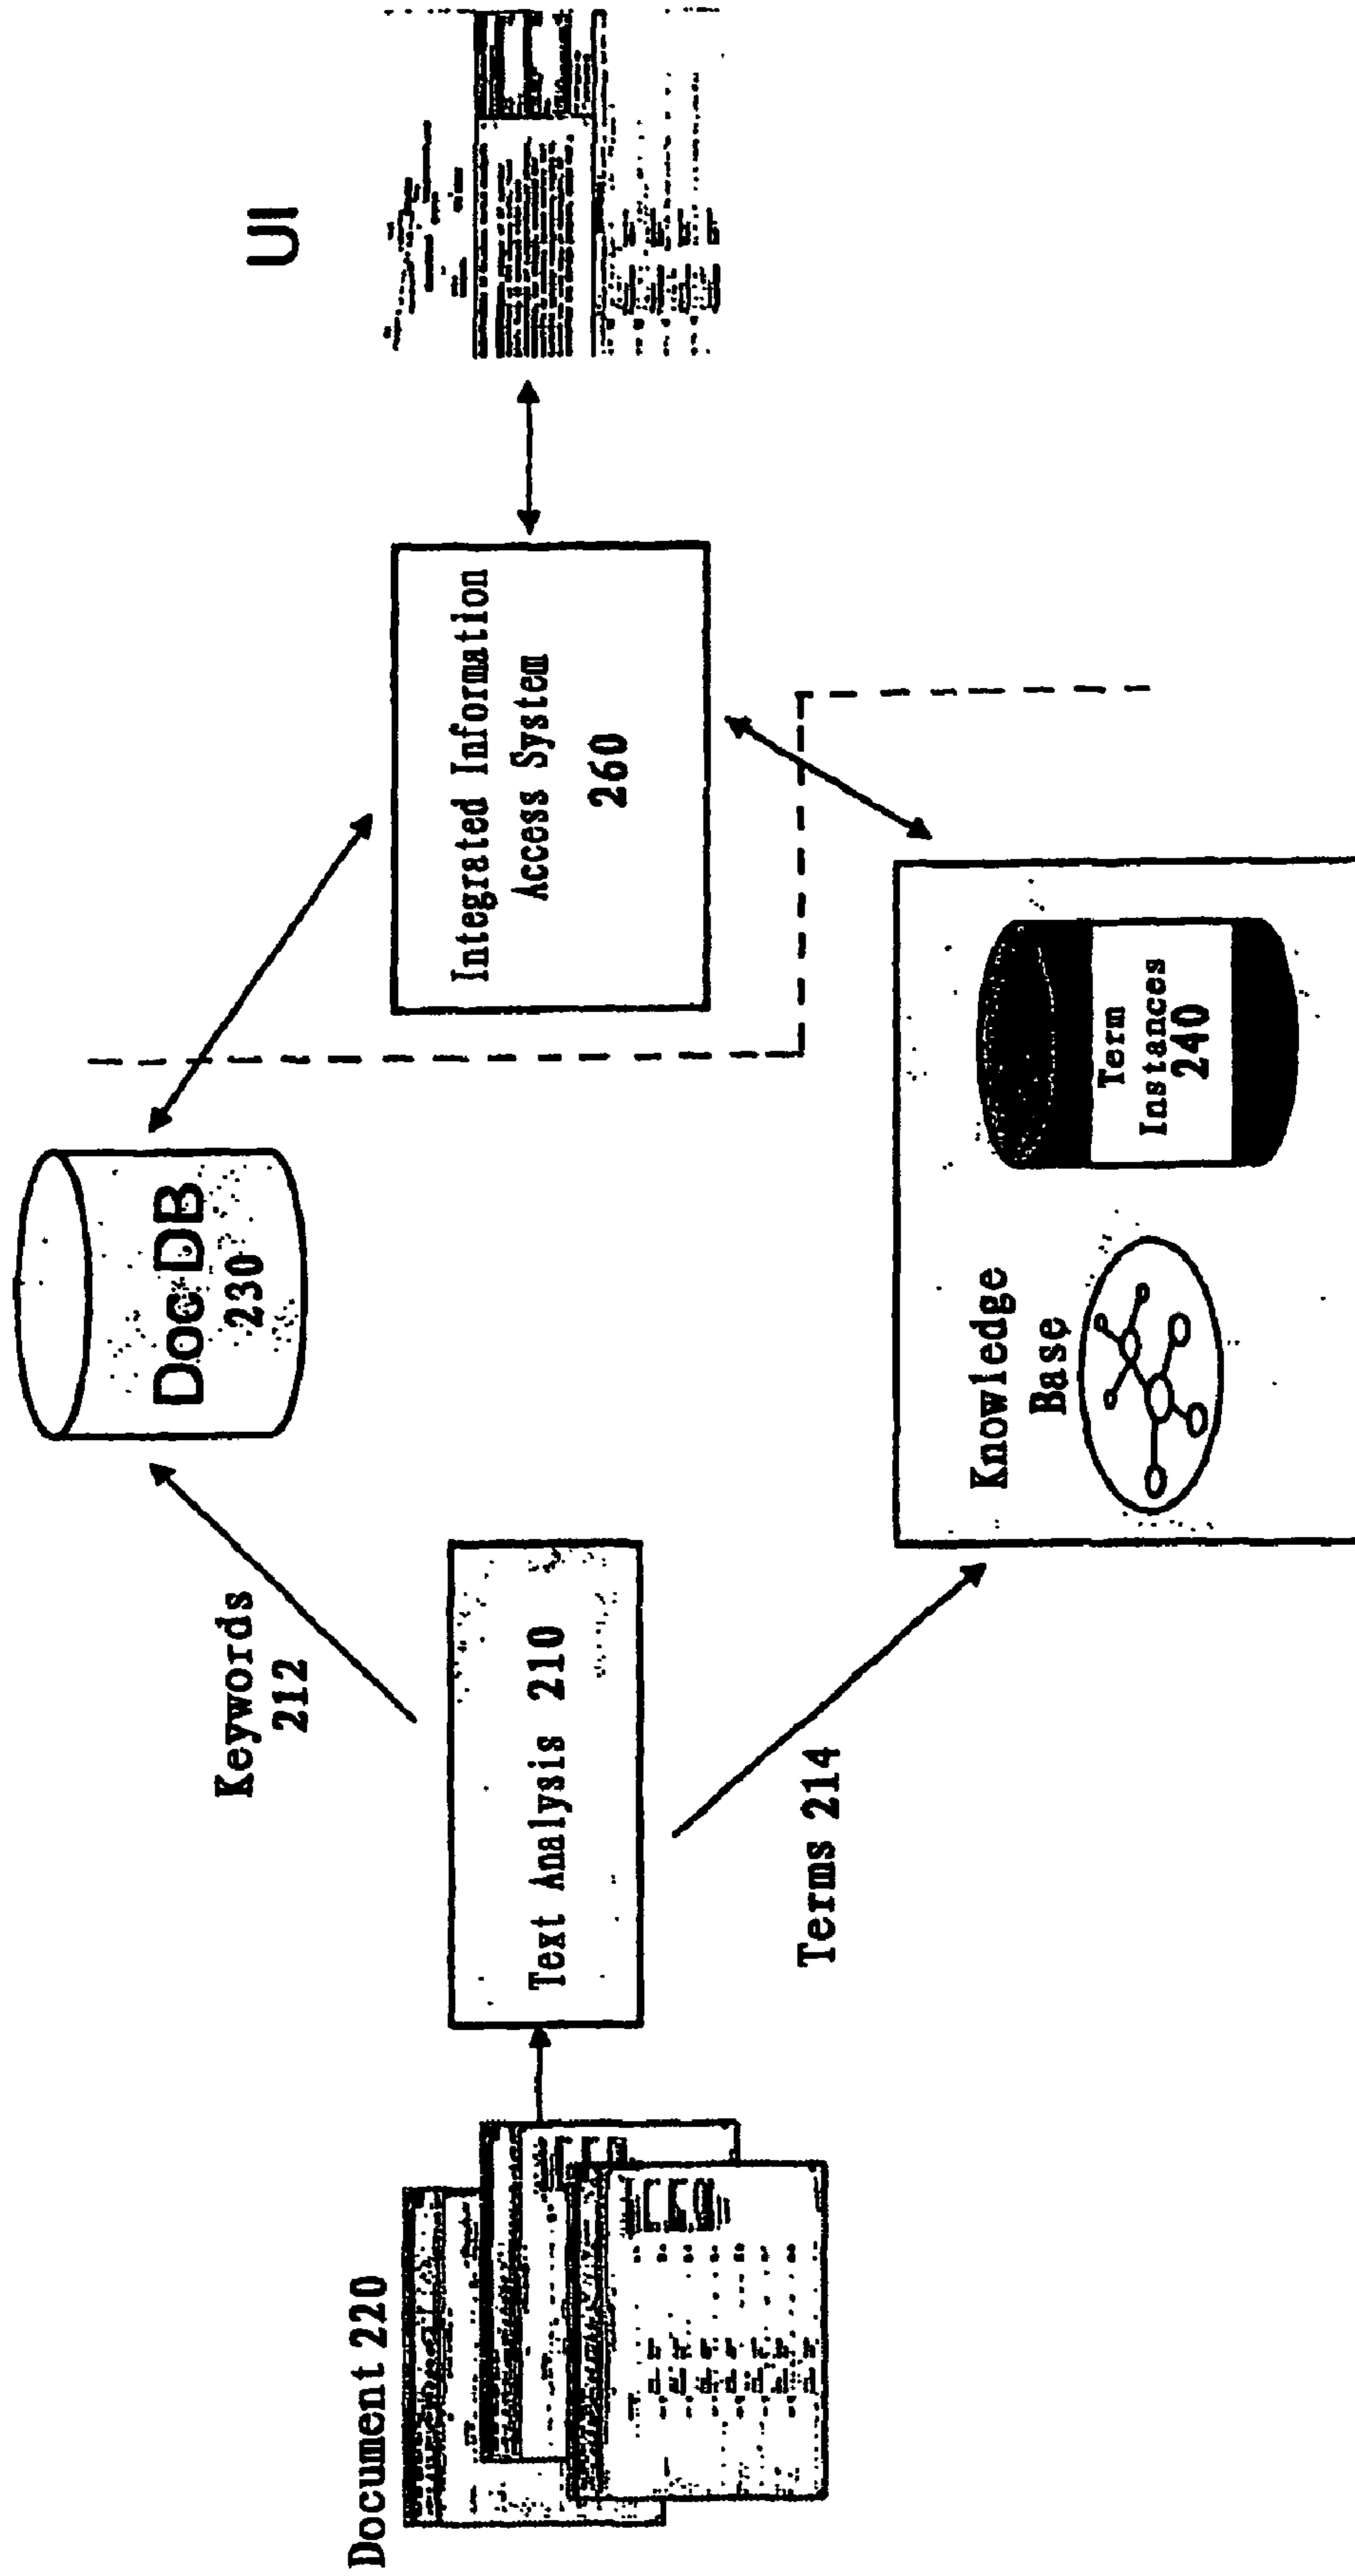 Document 220
Text Analysis 210
Keywords
212
Terms 214
Doc DB
230
Knowledge
Base
Term
Instances
240
Integrated Information
Access System
260
UI